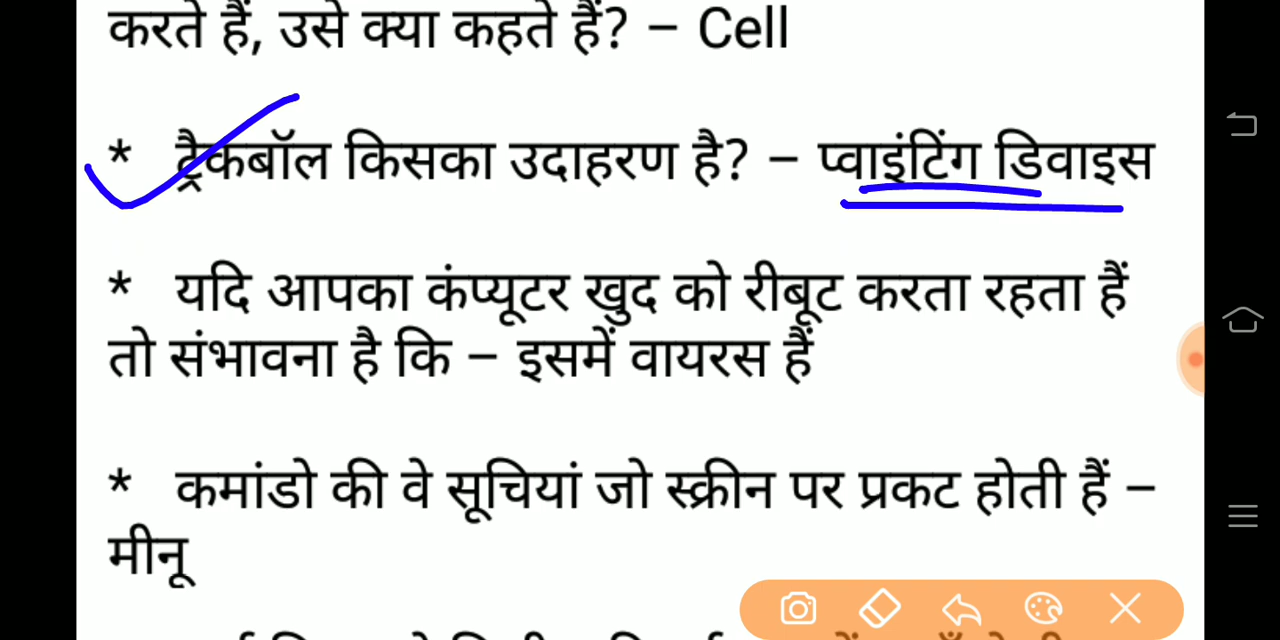 करते हैं, उसे क्या कहते हैं? – Cell
* ट्रैकबॉल किसका उदाहरण है? – प्वाइंटिंग डिवाइस
* यदि आपका कंप्यूटर खुद को रीबूट करता रहता हैं
तो संभावना है कि – इसमें वायरस हैं
* कमांडो की वे सूचियां जो स्क्रीन पर प्रकट होती हैं –
मीनू